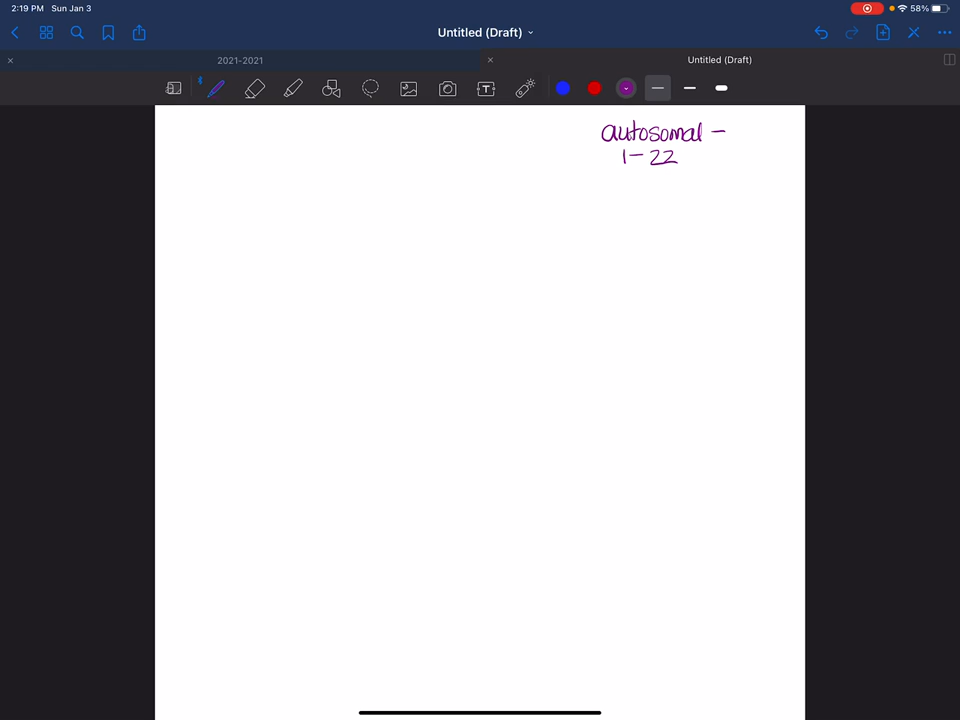 2:19 PM Sun Jan 3
58%
Untitled (Draft)
2021-2021
Untitled (Draft)
T
autosomal -
1-22